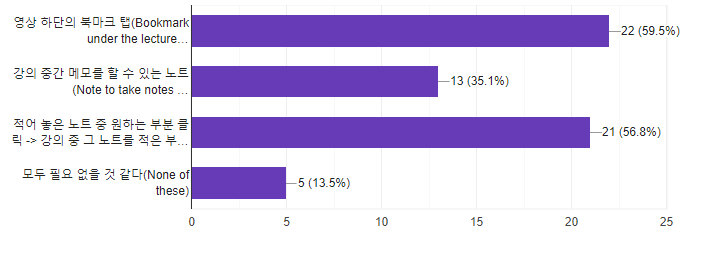 영상 하단의 북마크 탭(Bookmark
under the lecture…
22 (59.5%)
강의 중간 메모를 할 수 있는 노트
(Note to take notes …
13 (35.1%)
적어 놓은 노트 중 원하는 부분 클
릭 -> 강의 중 그 노트를 적은 부…
21 (56.8%)
모두 필요 없을 것 같다(None of
these)
5 (13.5%)
0 5 10 15 20 25